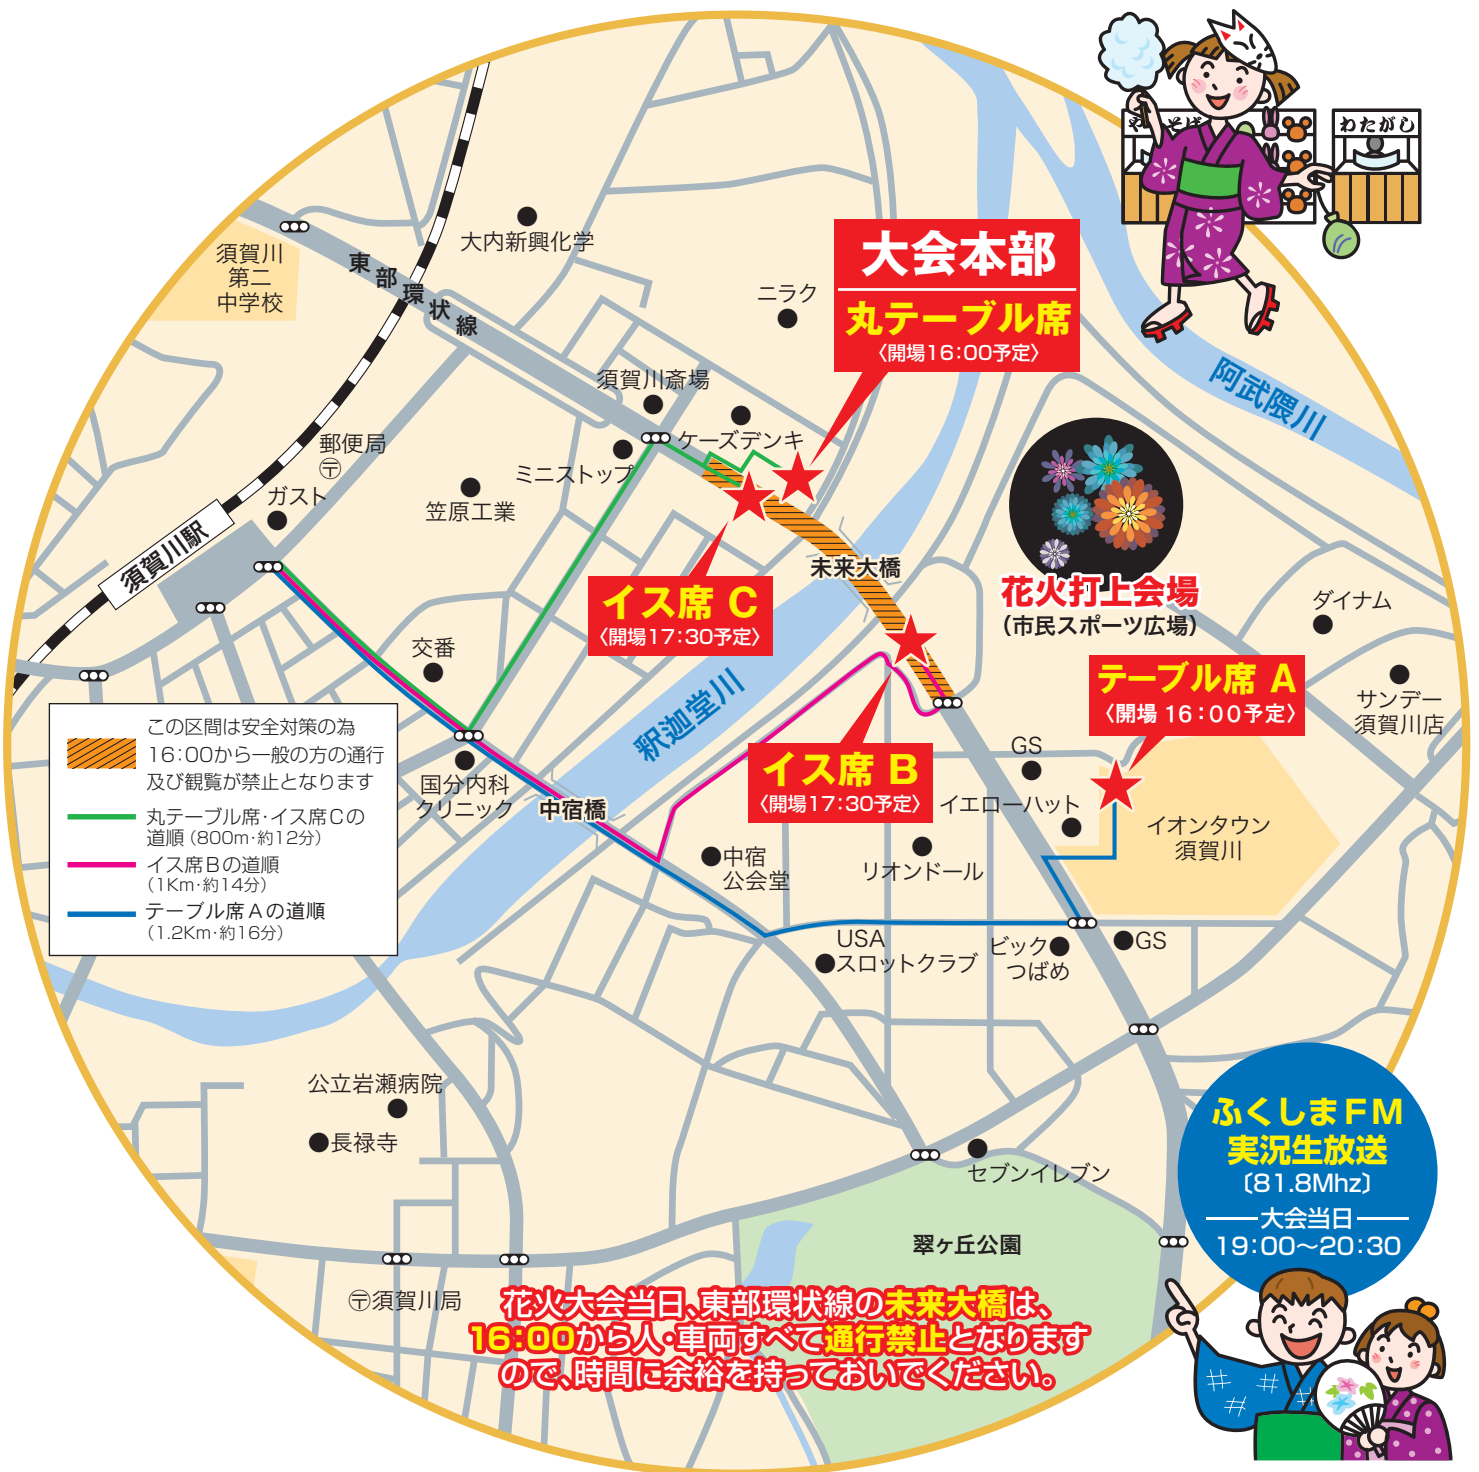 わたがし
須賀川
第二
中学校
東部環状線
大内新興化学
ニラク
大会本部
丸テーブル席
〈開場16:00予定〉
阿武隈川
須賀川斎場
ケーズデンキ
ミニストップ
郵便局
〒
ガスト
笠原工業
須賀川駅
イス席 C
〈開場17:30予定〉
未来大橋
花火打上会場
(市民スポーツ広場)
ダイナム
サンデー
須賀川店
テーブル席 A
〈開場 16:00予定〉
交番
釈迦堂川
イス席 B
〈開場17:30予定〉
GS
イエローハット
イオンタウン
須賀川
国分内科
クリニック
中宿橋
中宿
公会堂
リオンドール
USA
スロットクラブ
ビック
つばめ
GS
この区間は安全対策の為
16:00から一般の方の通行
及び観覧が禁止となります
丸テーブル席・イス席Cの
道順(800m・約12分)
イス席Bの道順
(1Km・約14分)
テーブル席Aの道順
(1.2Km・約16分)
公立岩瀬病院
長禄寺
セブンイレブン
翠ヶ丘公園
〒須賀川局
ふくしまFM
実況生放送
〔81.8Mhz〕
大会当日
19:00〜20:30
花火大会当日、東部環状線の未来大橋は、
16:00から人・車両すべて通行禁止となります
ので、時間に余裕を持っておいでください。